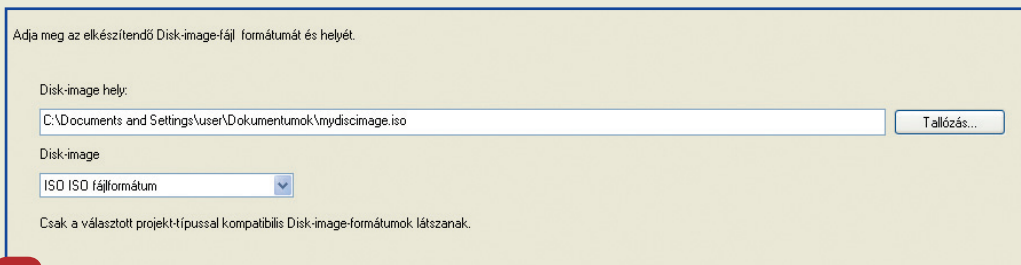 Adja meg az elkészítendő Disk-image-fájl formátumát és helyét.
Disk-image hely:
C:\Documents and Settings\user\Dokumentumok\mydiscimage.iso
Tallózás...
Disk-image
ISO ISO fájlformátum
Csak a választott projekt-típussal kompatibilis Disk-image-formátumok látszanak.